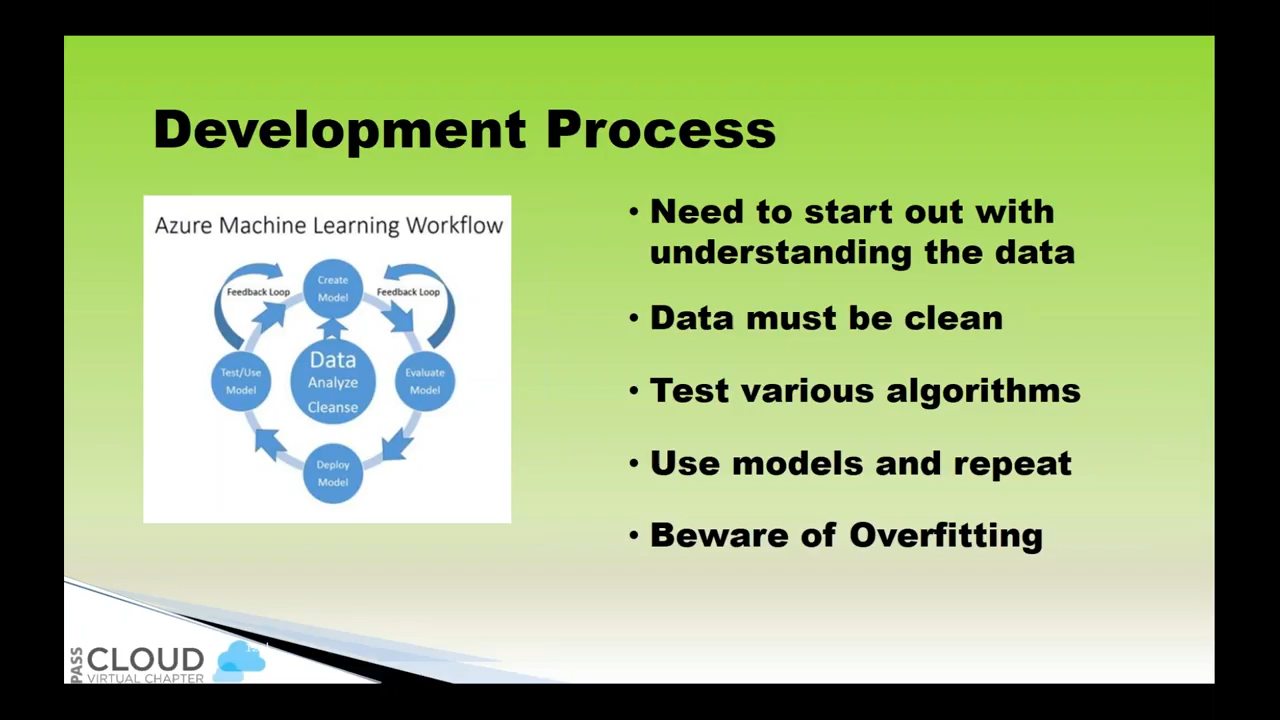 Development Process
Azure Machine Learning Workflow
Create
Model
Feedback Loop
Feedback Loop
Data
Analyze
Cleanse
Test/Use
Model
Evaluate
Model
Deploy
Model
• Need to start out with
understanding the data
• Data must be clean
• Test various algorithms
• Use models and repeat
• Beware of Overfitting
PASS
CLOUD
VIRTUAL CHAPTER